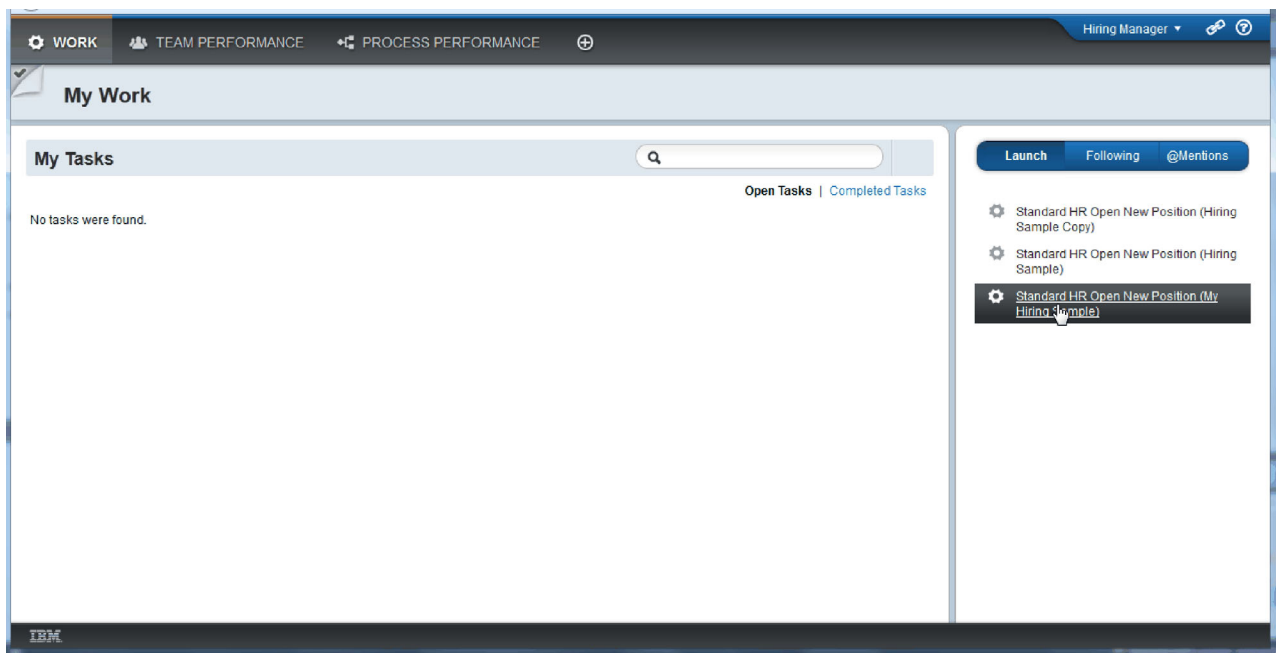 WORK TEAM PERFORMANCE PROCESS PERFORMANCE Hiring Manager
My Work
My Tasks
Launch Following @Mentions
Open Tasks | Completed Tasks
No tasks were found.
Standard HR Open New Position (Hiring
Sample Copy)
Standard HR Open New Position (Hiring
Sample)
Standard HR Open New Position (My
Hiring Sample)
IBM